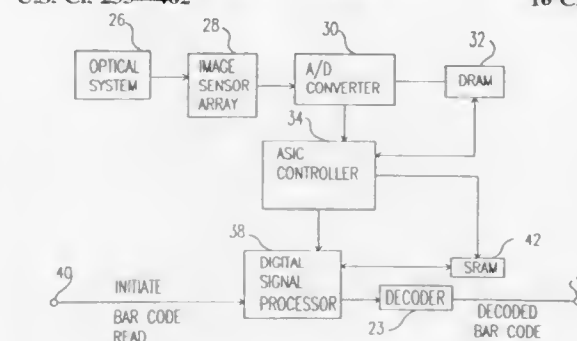 26
28
30
32
OPTICAL
SYSTEM
IMAGE
SENSOR
ARRAY
A/D
CONVERTER
DRAM
34
ASIC
CONTROLLER
38
42
DIGITAL
SIGNAL
PROCESSOR
SRAM
40
INITIATE
BAR CODE
READ
DECODER
23
DECODED
BAR CODE